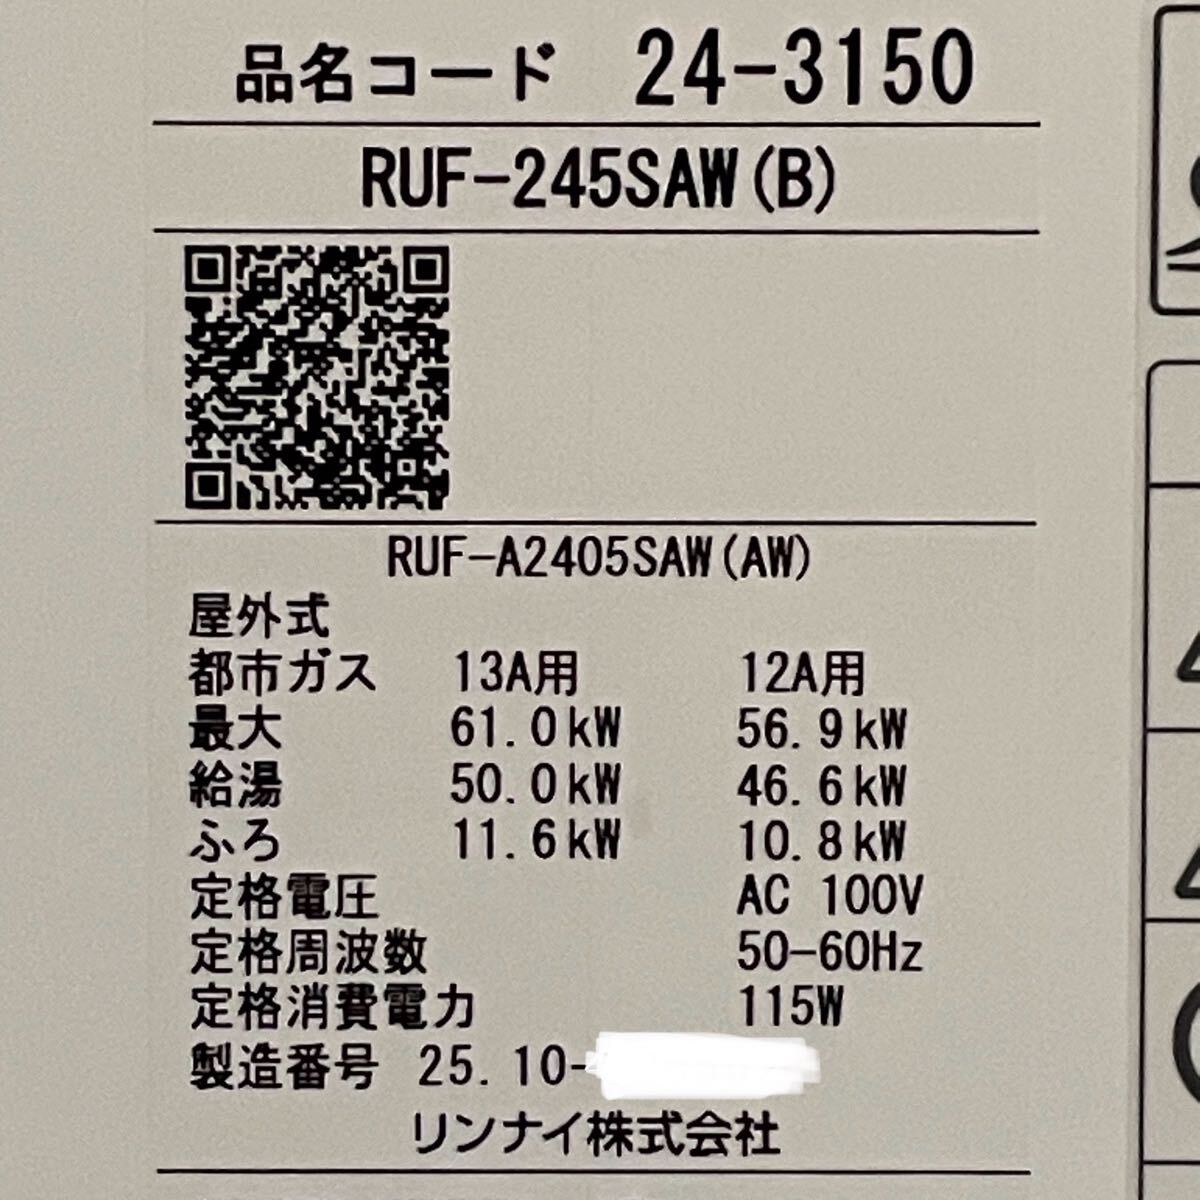 品名コード 24-3150
RUF-245SAW(B)
RUF-A2405SAW(AW)
屋外式
都市ガス 13A用 12A用
最大 61.0kW 56.9kW
給湯 50.0kW 46.6kW
ふろ 11.6kW 10.8kW
定格電圧 AC 100V
定格周波数 50-60Hz
定格消費電力 115W
製造番号 25.10-
リンナイ株式会社